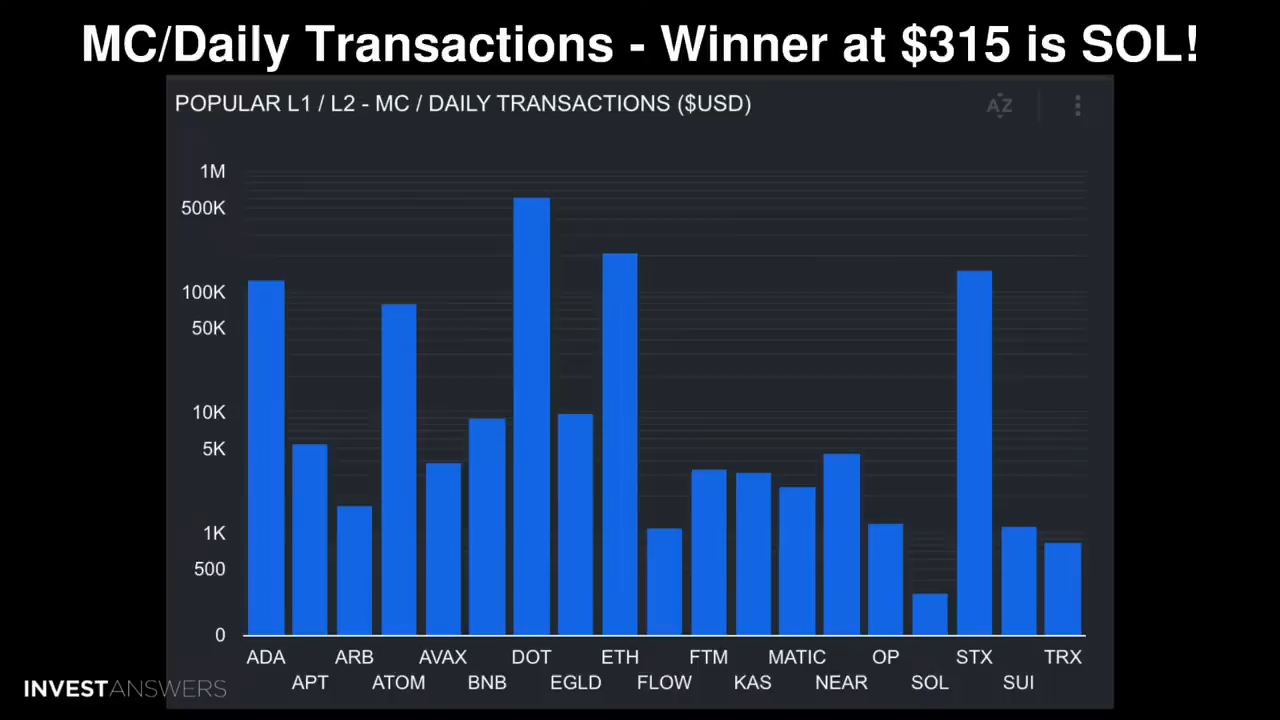 MC/Daily Transactions - Winner at $315 is SOL!
POPULAR L1 / L2 - MC / DAILY TRANSACTIONS ($USD)
AZ
1M
500K
100K
50K
10K
5K
1K
500
0
ADA ARB AVAX DOT ETH FTM MATIC OP STX TRX
APT ATOM BNB EGLD FLOW KAS NEAR SOL SUI
INVESTANSWERS